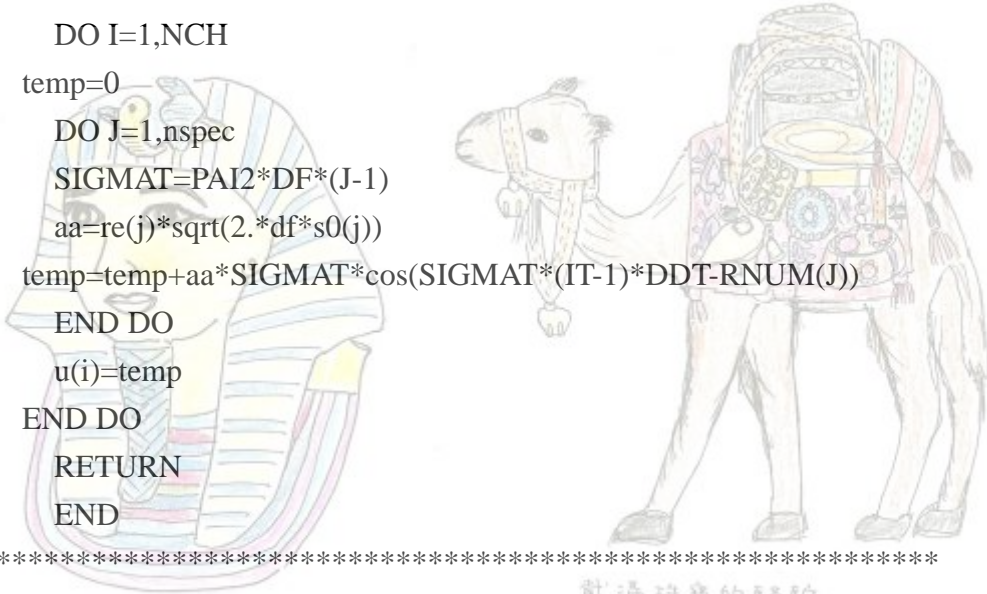 DO I=1,NCH
temp=0
DO J=1,nspec
SIGMAT=PAI2*DF*(J-1)
aa=re(j)*sqrt(2.*df*s0(j))
temp=temp+aa*SIGMAT*cos(SIGMAT*(IT-1)*DDT-RNUM(J))
END DO
u(i)=temp
END DO
RETURN
END
************************************************************